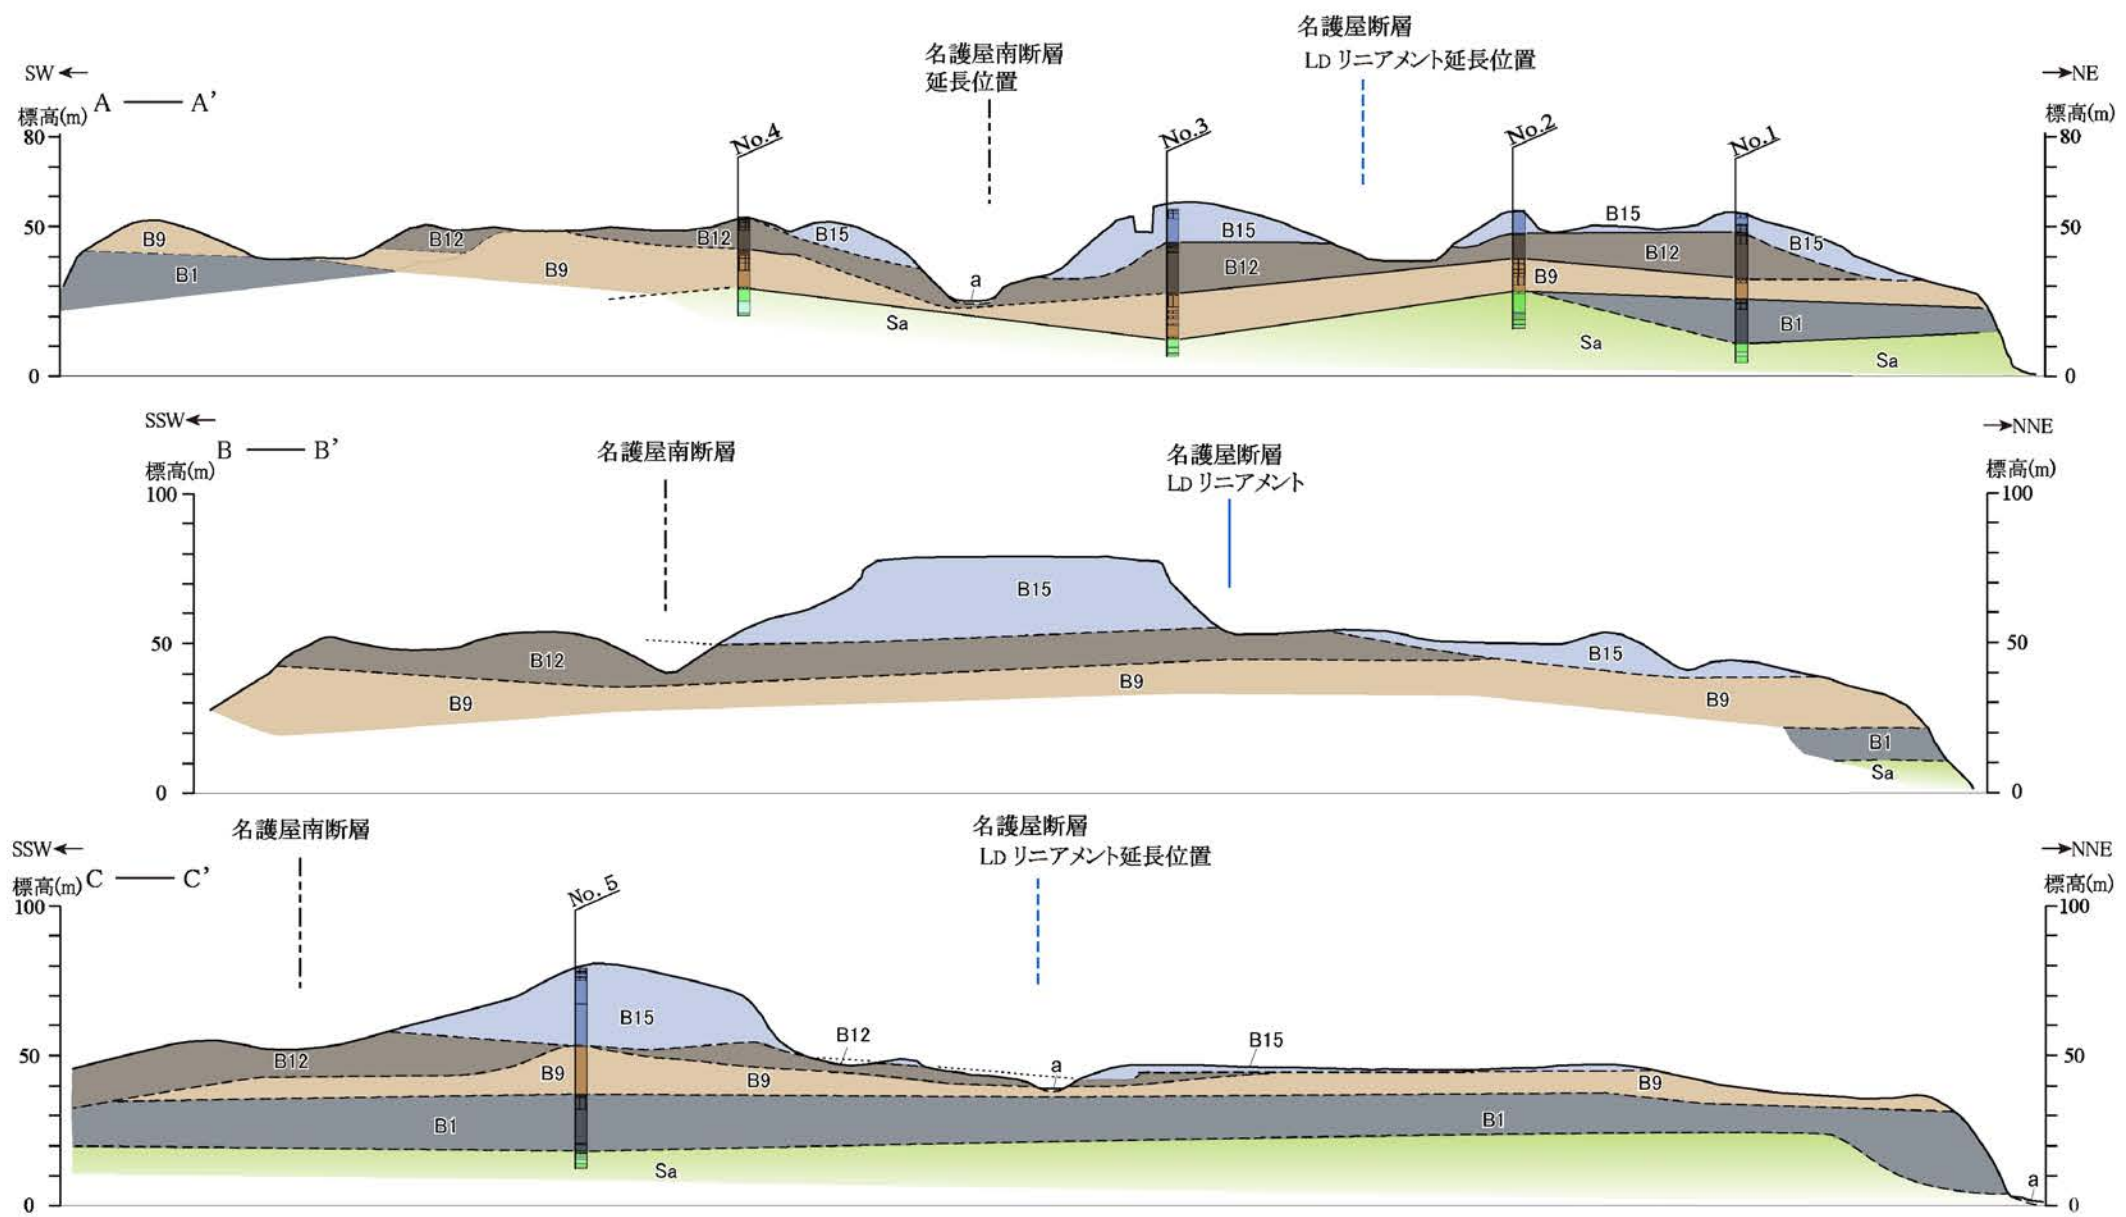 名護屋断層
LD リニアメント延長位置
名護屋南断層
延長位置
SW ←
→NE
A —— A’
標高(m)
標高(m)
80
80
No.4
No.3
No.2
No.1
50
50
B9
B12
B12
B15
B15
B15
B15
B1
B9
B12
B12
B9
a
Sa
B1
Sa
Sa
0
0
SSW←
→NNE
B —— B’
名護屋南断層
名護屋断層
LD リニアメント
標高(m)
標高(m)
100
100
B15
50
50
B12
B15
B9
B9
B9
B1
Sa
0
0
名護屋南断層
名護屋断層
LD リニアメント延長位置
SSW←
→NNE
C —— C’
標高(m)
標高(m)
No. 5
100
100
B15
B12
B15
50
50
B12
B9
B9
a
B9
B1
B1
Sa
a
0
0